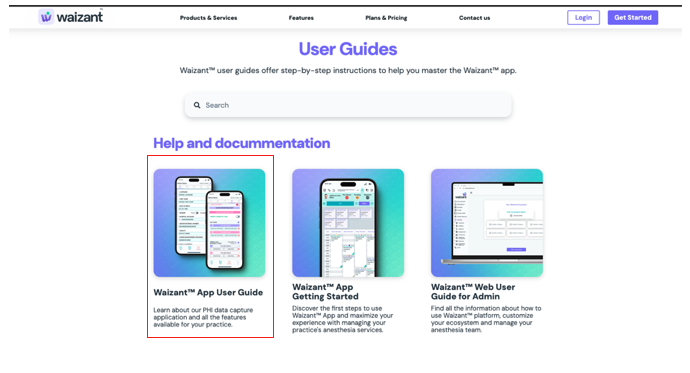 waizant™
Products & Services
Features
Plans & Pricing
Contact us
Login
Get Started
User Guides
Waizant™ user guides offer step-by-step instructions to help you master the Waizant™ app.
Search
Help and docummentation
Waizant™ App User Guide
Learn about our PHI data capture
application and all the features
available for your practice.
Waizant™ App
Getting Started
Discover the first steps to use
Waizant™ App and maximize your
experience with managing your
practice's anesthesia services.
Waizant™ Web User
Guide for Admin
Find all the information about how to
use Waizant™ platform, customize
your ecosystem and manage your
anesthesia team.